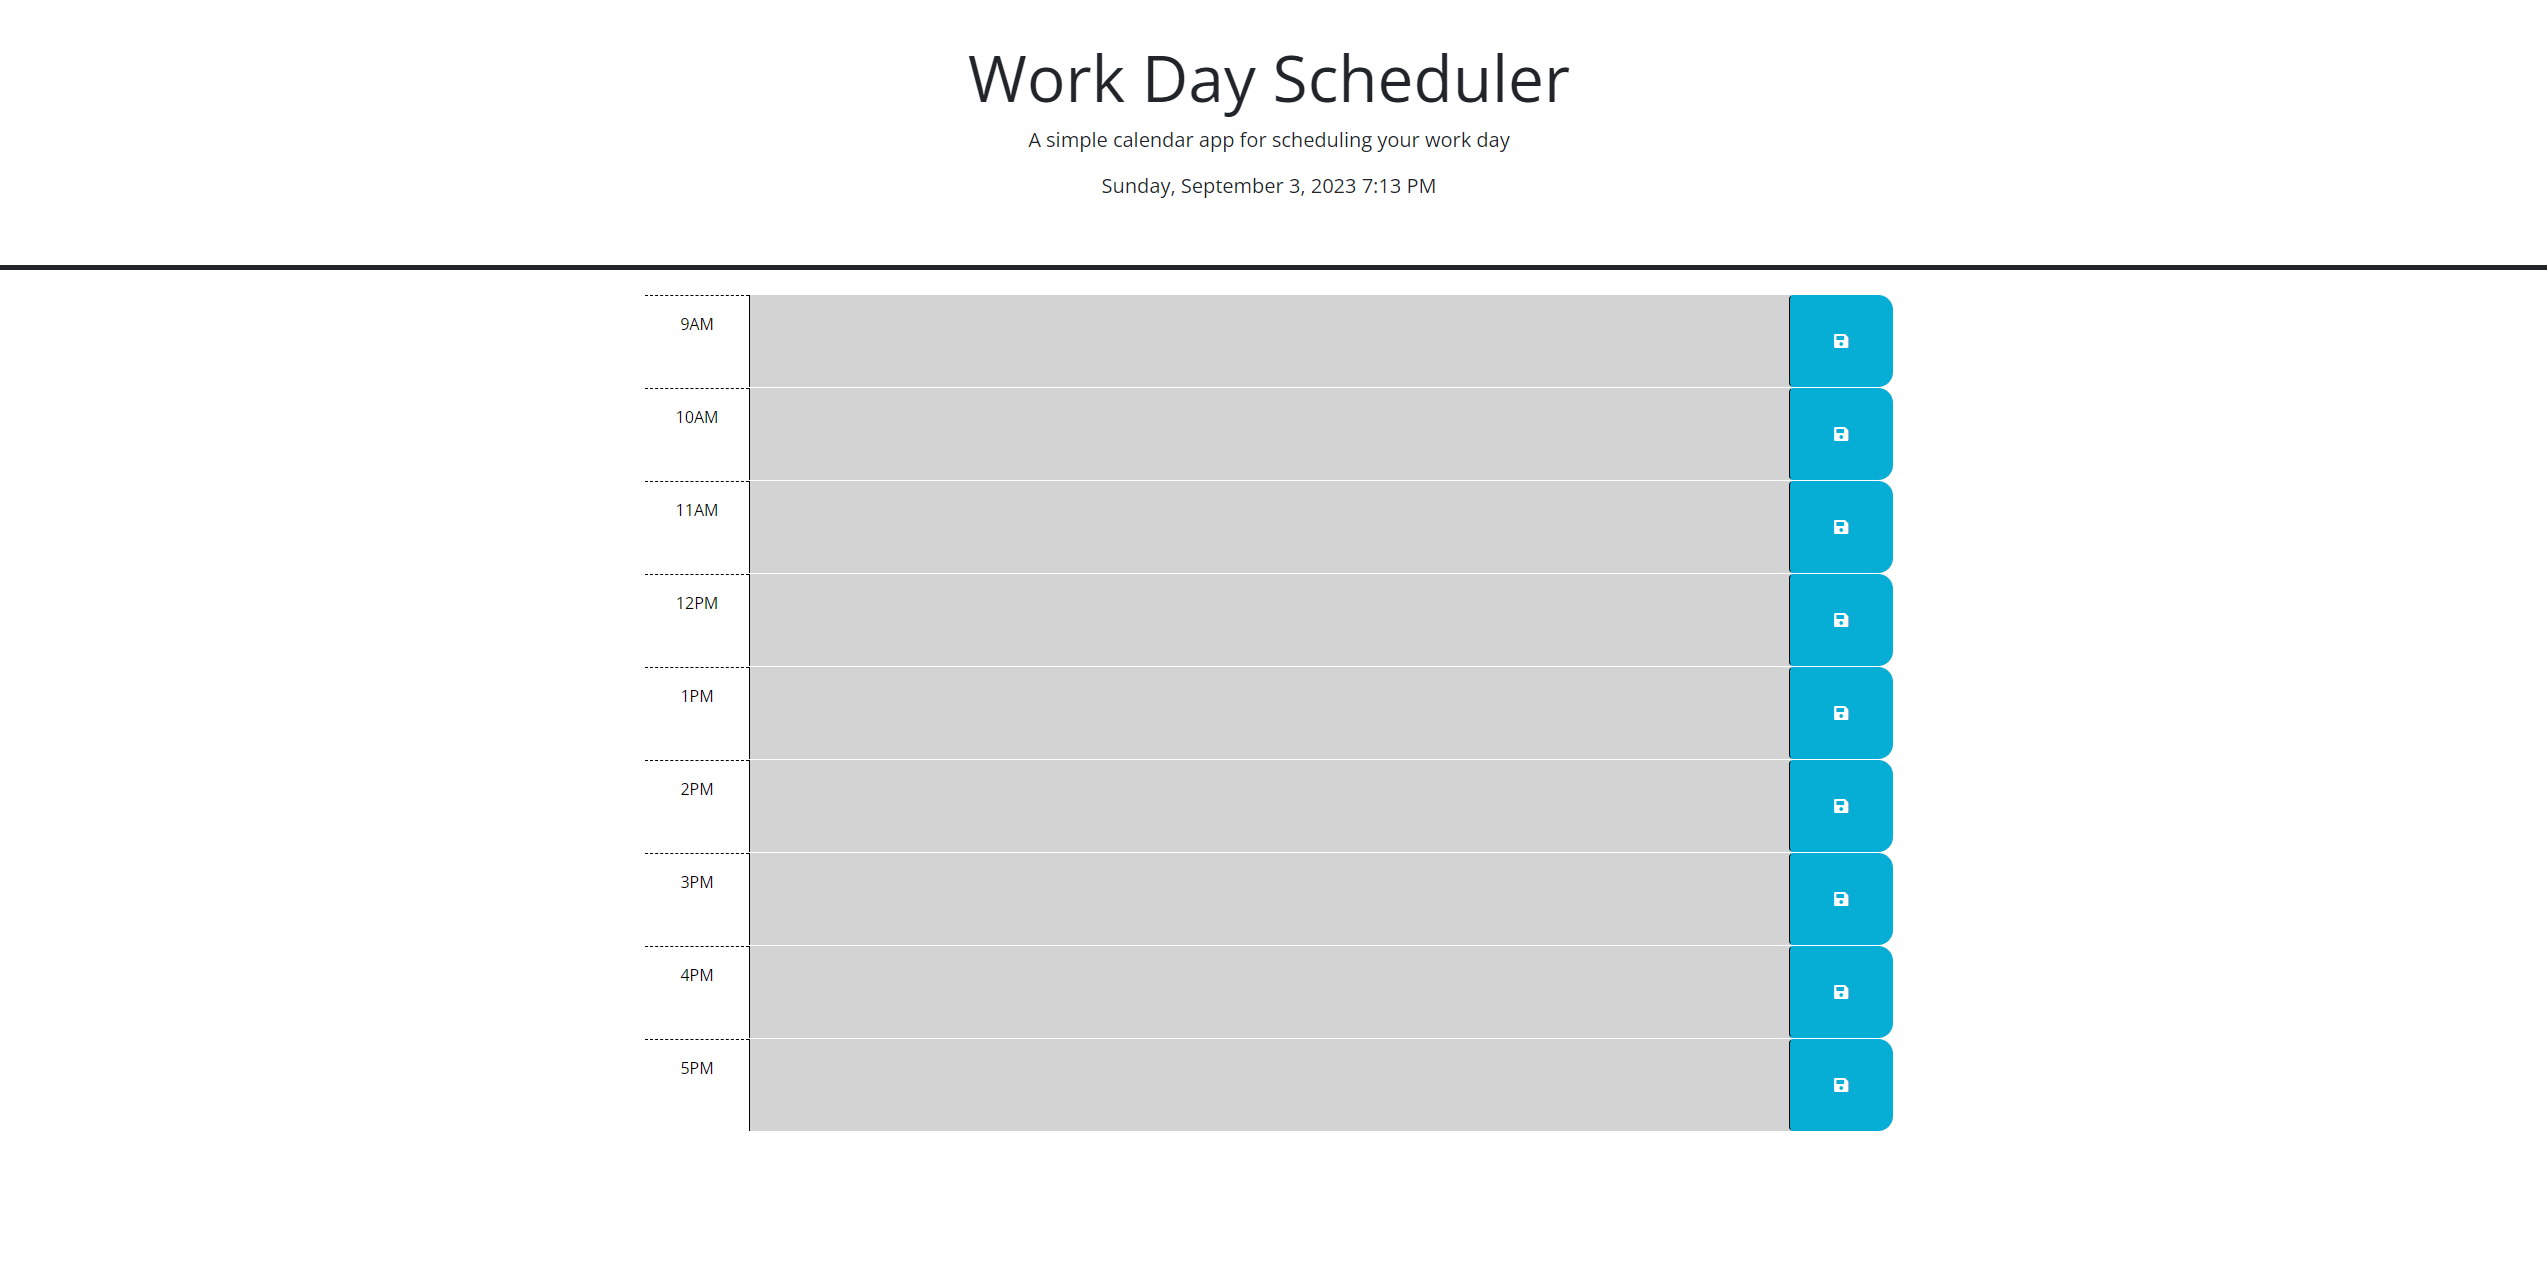 Work Day Scheduler
A simple calendar app for scheduling your work day
Sunday, September 3, 2023 7:13 PM
9AM
10AM
11AM
12PM
1PM
2PM
3PM
4PM
5PM